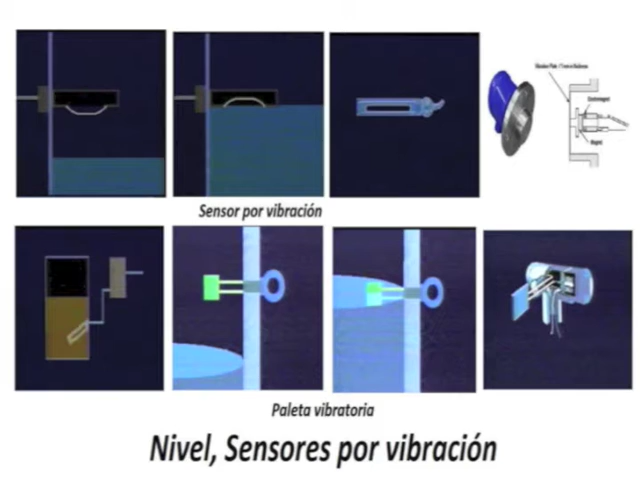 Sensor por vibración
Paleta vibratoria
Nivel, Sensores por vibración